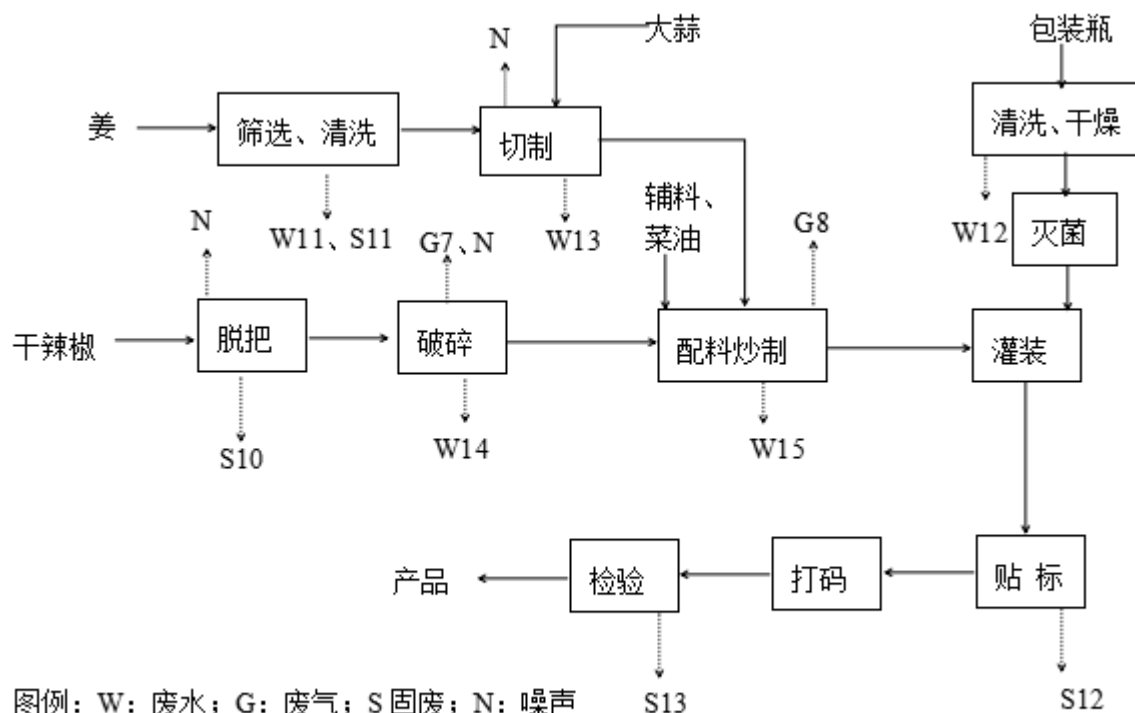 N
大蒜
包装瓶
姜
筛选、清洗
切制
清洗、干燥
N
W11、S11
G7、N
W13
辅料、
菜油
G8
W12
灭菌
干辣椒
脱把
破碎
配料炒制
灌装
S10
W14
W15
产品
检验
打码
贴 标
图例：W：废水；G：废气；S固废；N：噪声
S13
S12